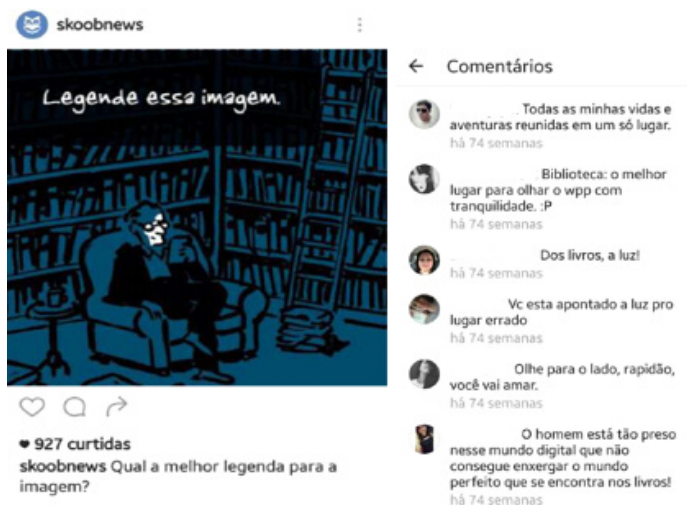 skoobnews
Legende essa imagem.
927 curtidas
skoobnews Qual a melhor legenda para a
imagem?
Comentários
Todas as minhas vidas e
aventuras reunidas em um só lugar.
há 74 semanas
Biblioteca: o melhor
lugar para olhar o wpp com
tranquilidade. :P
há 74 semanas
Dos livros, a luz!
há 74 semanas
Vc esta apontado a luz pro
lugar errado
há 74 semanas
Olhe para o lado, rapidão,
você vai amar.
há 74 semanas
O homem está tão preso
nesse mundo digital que não
consegue enxergar o mundo
perfeito que se encontra nos livros!
há 74 semanas